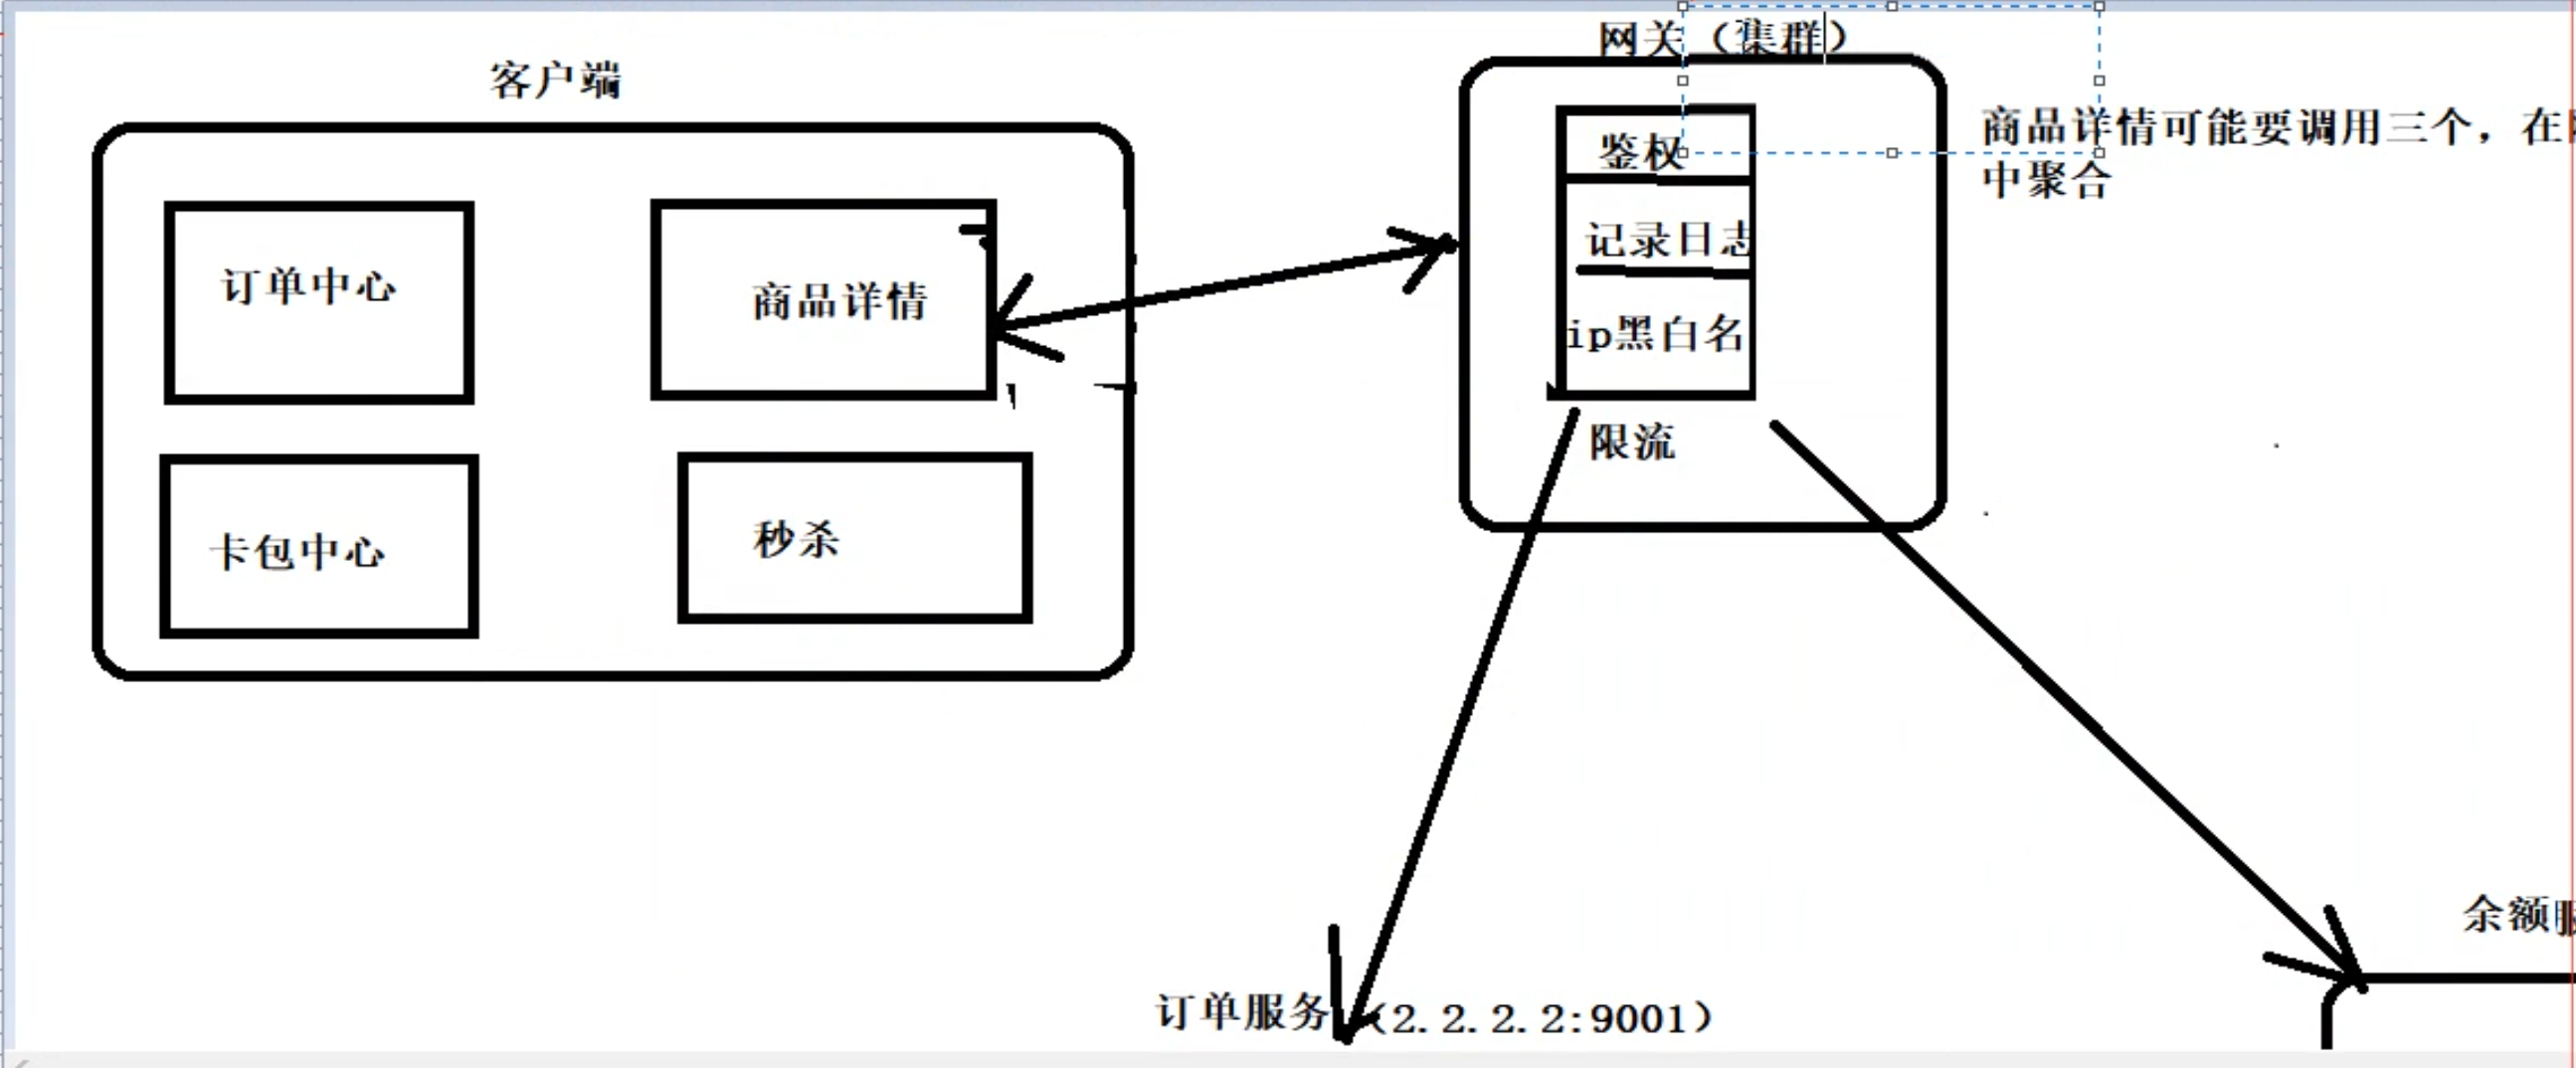 客户端
订单中心
商品详情
卡包中心
秒杀
网关（集群）
鉴权
记录日志
ip黑白名
限流
商品详情可能要调用三个，在
中聚合
订单服务（2.2.2.2:9001）
余额